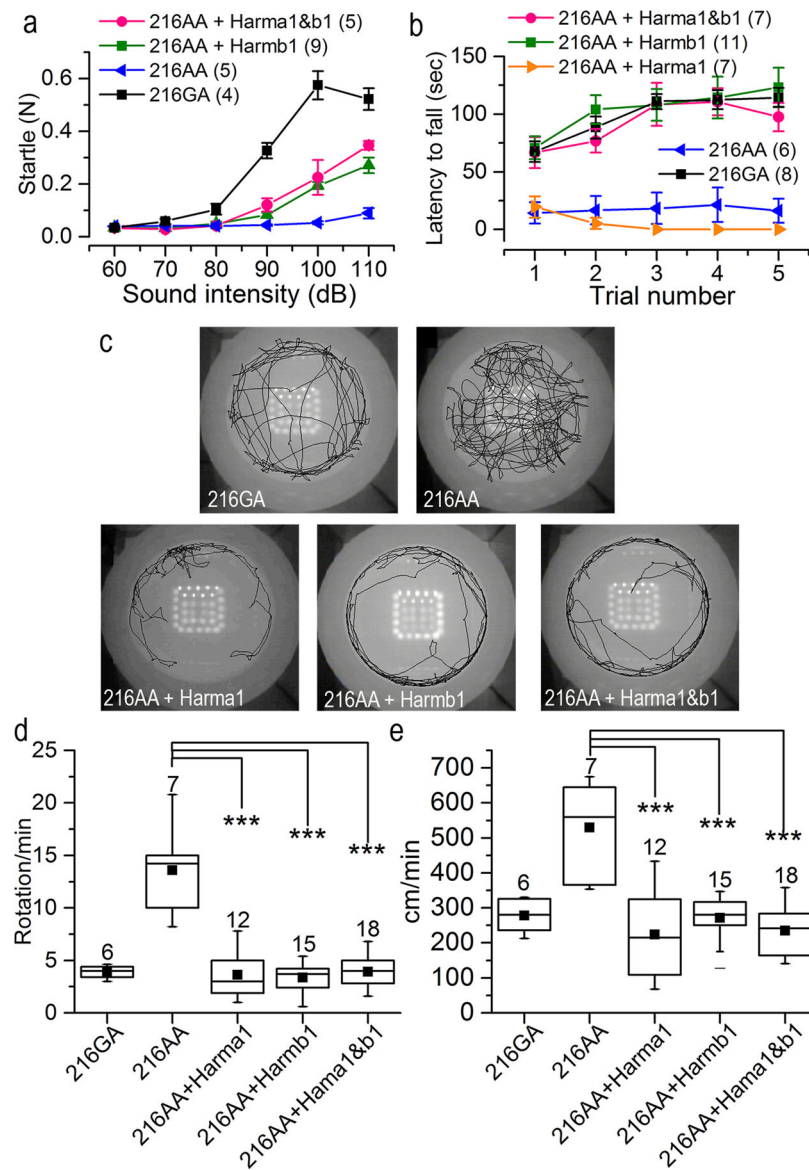 a
216AA + Harma1&b1 (5)
216AA + Harmb1 (9)
216AA (5)
216GA (4)
Startle (N)
0.6
0.4
0.2
0.0
60 70 80 90 100 110
Sound intensity (dB)
b
216AA + Harma1&b1 (7)
216AA + Harmb1 (11)
216AA + Harma1 (7)
216AA (6)
216GA (8)
Latency to fall (sec)
150
100
50
0
1 2 3 4 5
Trial number
c
216GA
216AA
216AA + Harma1
216AA + Harmb1
216AA + Harma1&b1
d
Rotation/min
25
20
15
10
5
0
6
7
12
15
18
***
***
***
216GA
216AA
216AA+Harma1
216AA+Harmb1
216AA+Harma1&b1
e
cm/min
700
600
500
400
300
200
100
0
6
7
12
15
18
***
***
***
216GA
216AA
216AA+Harma1
216AA+Harmb1
216AA+Harma1&b1